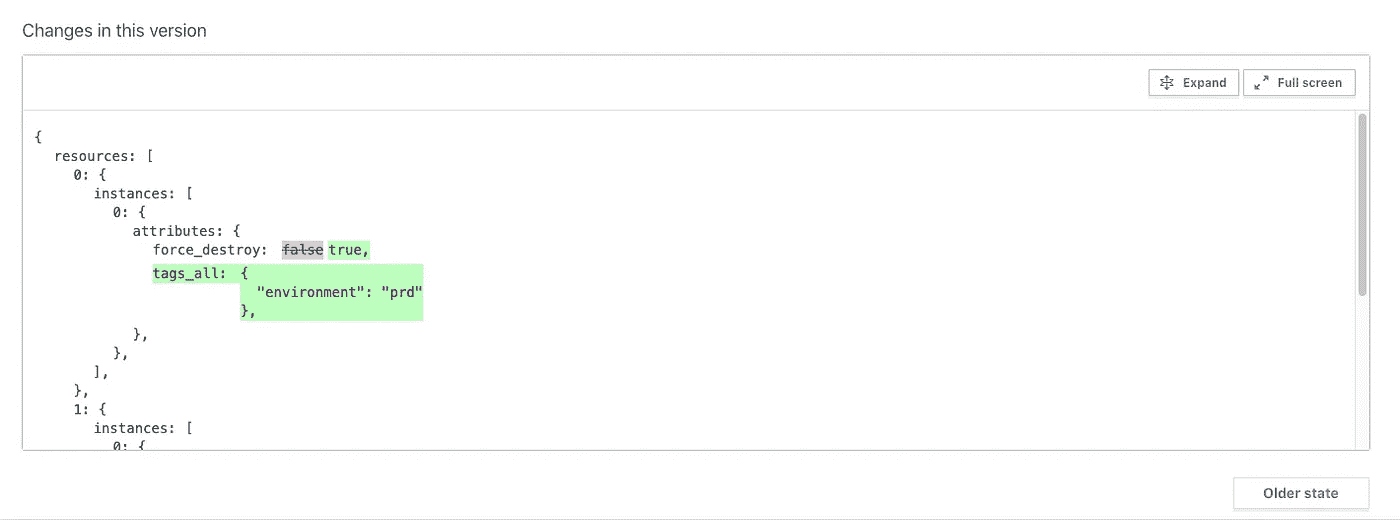 Changes in this version
Expand Full screen
{
resources: [
0: {
instances: [
0: {
attributes: {
force_destroy: false true,
tags_all: {
"environment": "prd"
},
},
},
],
},
1: {
instances: [
0: {
Older state